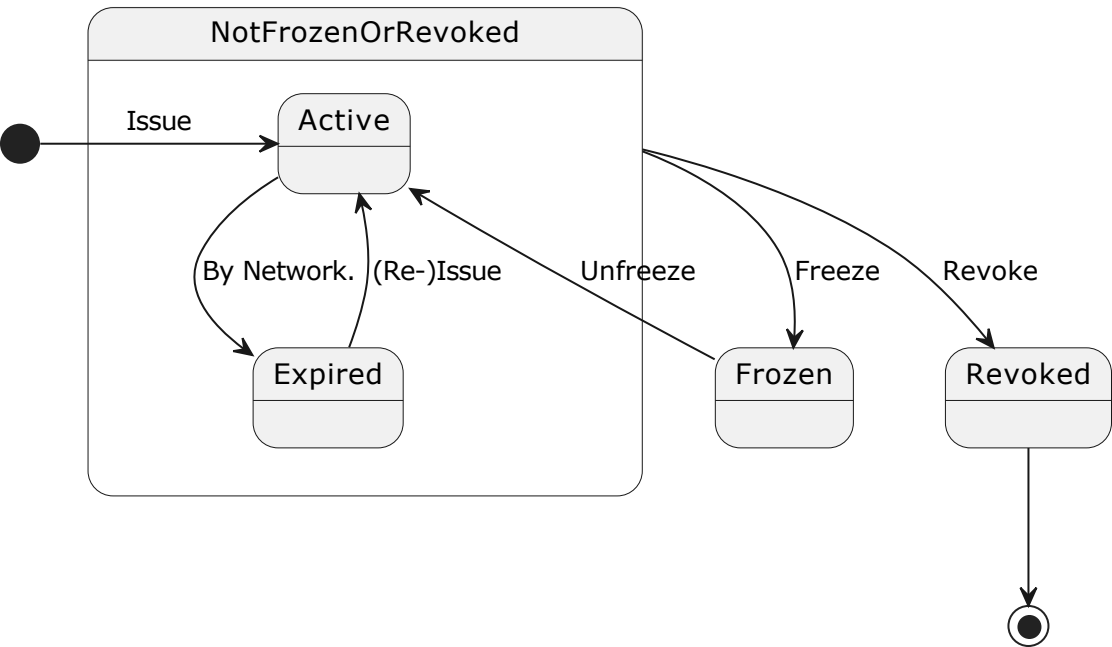 NotFrozenOrRevoked
Issue
Active
By Network.
(Re-)Issue
Unfreeze
Freeze
Revoke
Expired
Frozen
Revoked